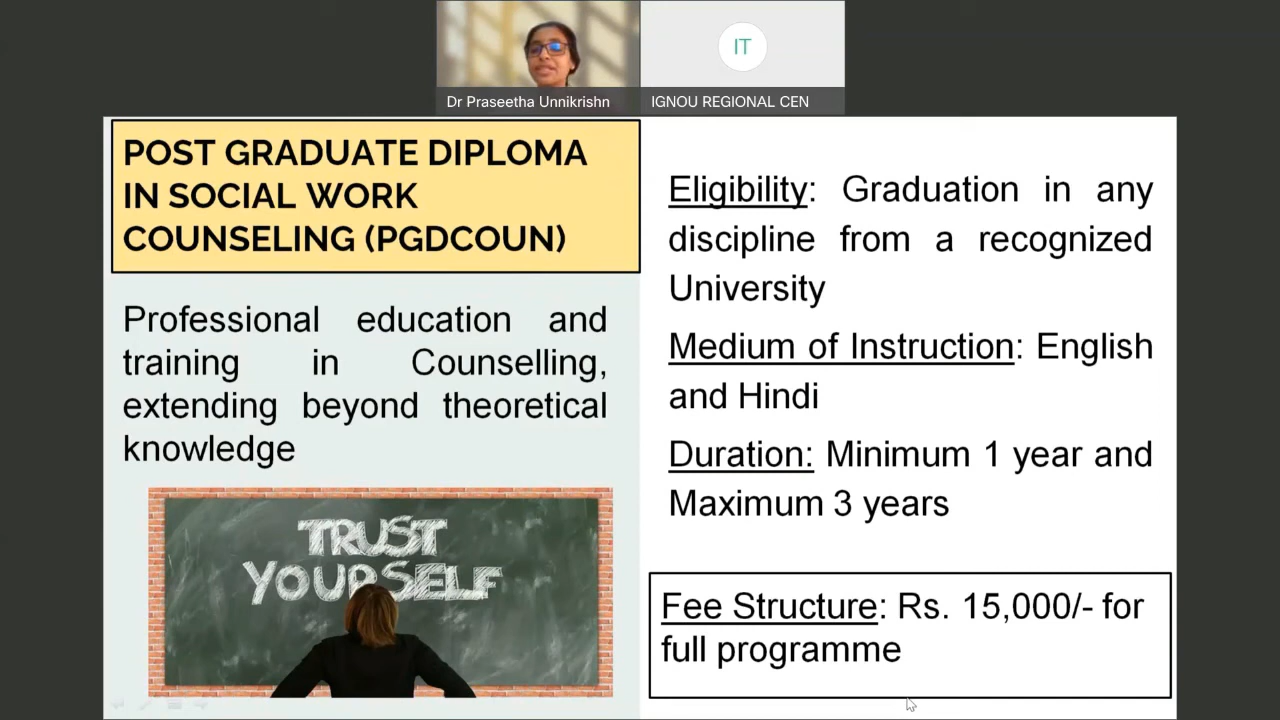 Dr Praseetha Unnikrishn
IT
IGNOU REGIONAL CEN
POST GRADUATE DIPLOMA
IN SOCIAL WORK
COUNSELING (PGDCOUN)
Professional education and
training in Counselling,
extending beyond theoretical
knowledge
TRUST
YOURSELF
Eligibility: Graduation in any
discipline from a recognized
University
Medium of Instruction: English
and Hindi
Duration: Minimum 1 year and
Maximum 3 years
Fee Structure: Rs. 15,000/- for
full programme